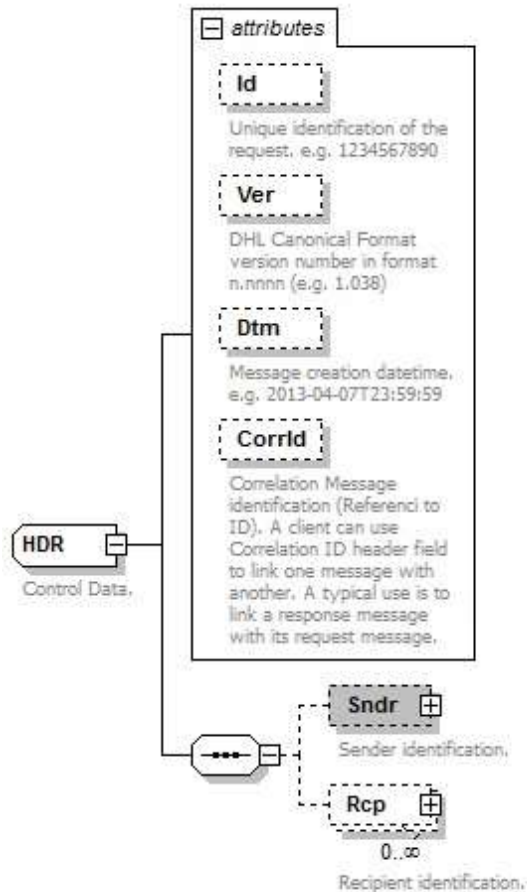 attributes
Id
Unique identification of the
request. e.g. 1234567890
Ver
DHL Canonical Format
version number in format
n.nnnn (e.g. 1.038)
Dtm
Message creation datetime.
e.g. 2013-04-07T23:59:59
CorrId
Correlation Message
identification (Referenci to
ID). A client can use
Correlation ID header field
to link one message with
another. A typical use is to
link a response message
with its request message.
HDR
Control Data.
Sndr
Sender identification.
Rcp
0..∞
Recipient identification.